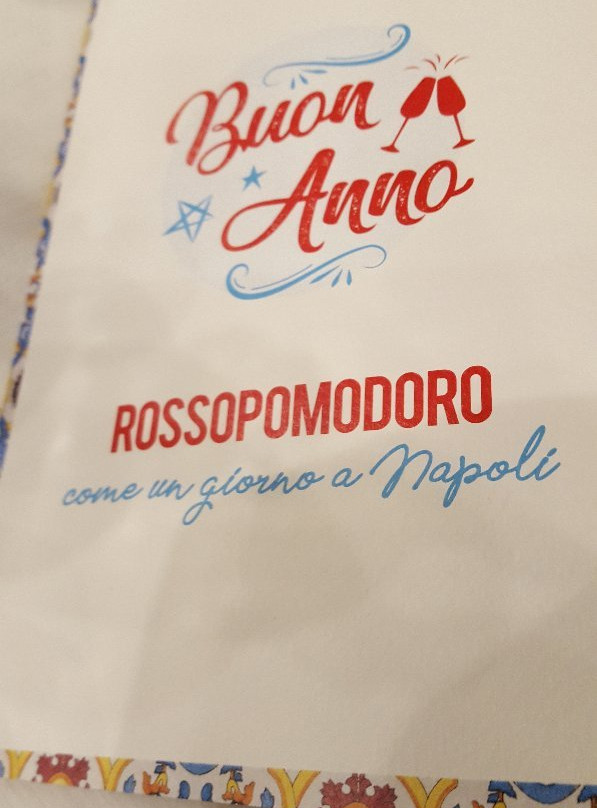 Buon
Anno
ROSSOPOMODORO
come un giorno a Napoli